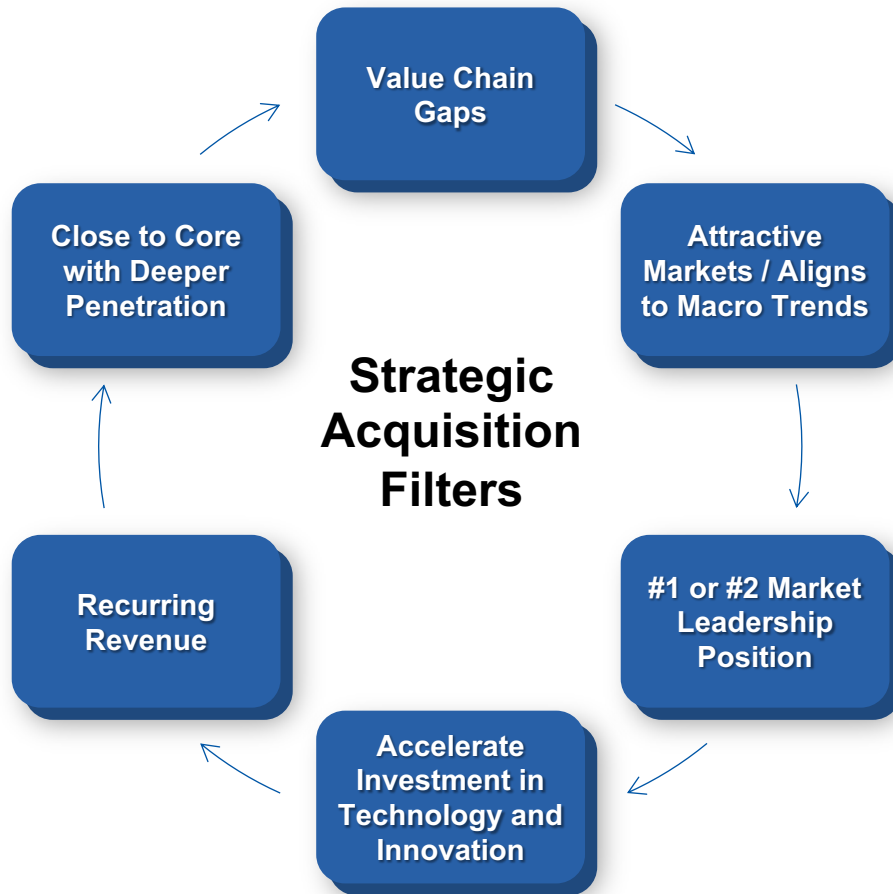 Value Chain
Gaps
Attractive
Markets / Aligns
to Macro Trends
#1 or #2 Market
Leadership
Position
Accelerate
Investment in
Technology and
Innovation
Recurring
Revenue
Close to Core
with Deeper
Penetration
Strategic
Acquisition
Filters